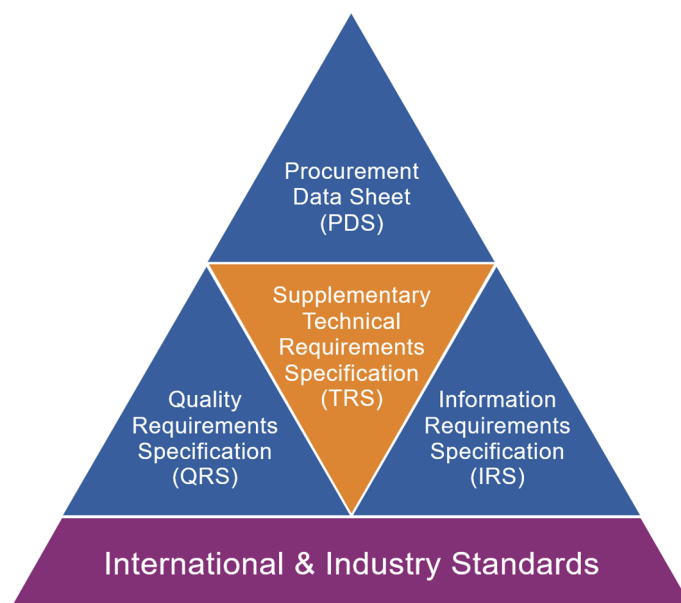 Procurement
Data Sheet
(PDS)
Supplementary
Technical
Requirements
Specification
(TRS)
Quality
Requirements
Specification
(QRS)
Information
Requirements
Specification
(IRS)
International & Industry Standards